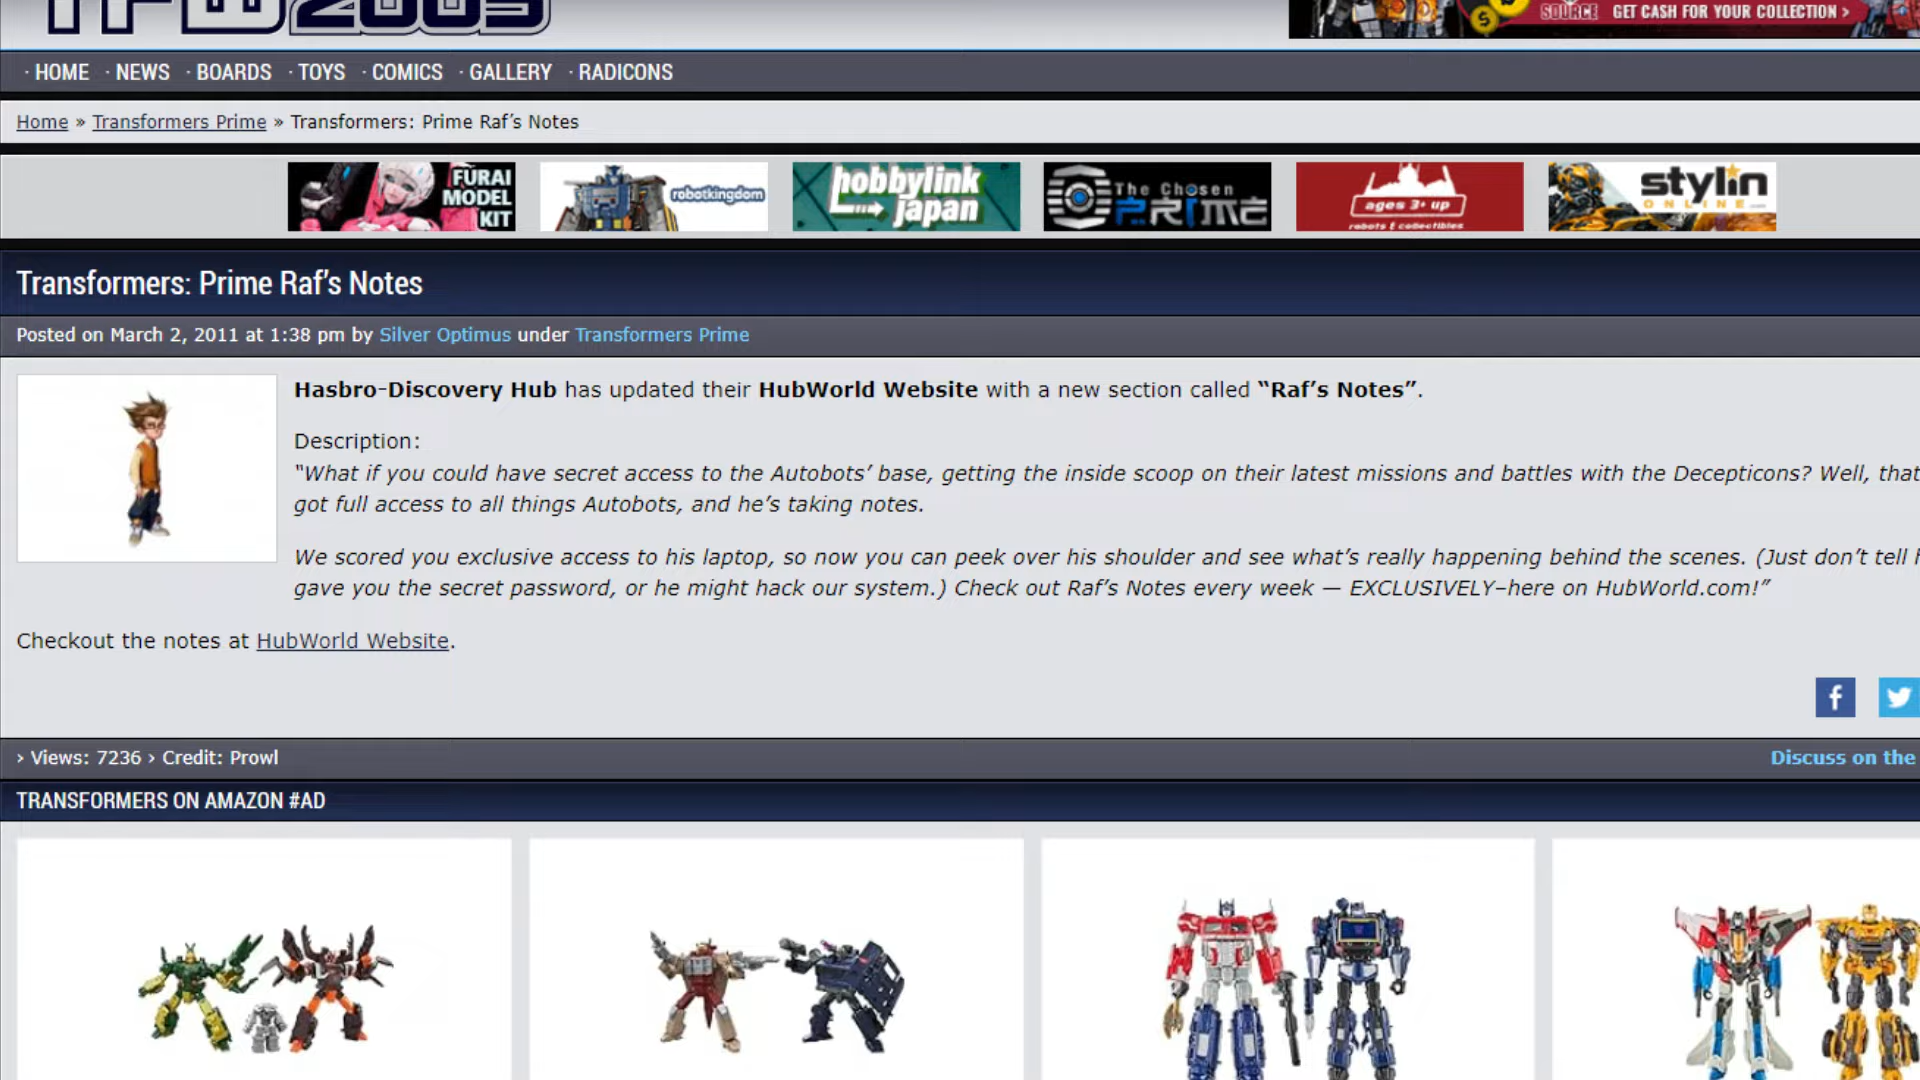 TFW2005
SOURCE GET CASH FOR YOUR COLLECTION >
· HOME · NEWS · BOARDS · TOYS · COMICS · GALLERY · RADICONS
Home » Transformers Prime » Transformers: Prime Raf's Notes
FURAI
MODEL
KIT
robotkingdom
hobbylink
japan
The Chosen
PRIME
ages 3+ up
robots & collectibles
stylin
ONLINE.com
Transformers: Prime Raf's Notes
Posted on March 2, 2011 at 1:38 pm by Silver Optimus under Transformers Prime
Hasbro-Discovery Hub has updated their HubWorld Website with a new section called “Raf’s Notes”.
Description:
“What if you could have secret access to the Autobots’ base, getting the inside scoop on their latest missions and battles with the Decepticons? Well, that
got full access to all things Autobots, and he’s taking notes.
We scored you exclusive access to his laptop, so now you can peek over his shoulder and see what’s really happening behind the scenes. (Just don’t tell
gave you the secret password, or he might hack our system.) Check out Raf’s Notes every week — EXCLUSIVELY–here on HubWorld.com!”
Checkout the notes at HubWorld Website.
› Views: 7236 › Credit: Prowl
Discuss on the
TRANSFORMERS ON AMAZON #AD